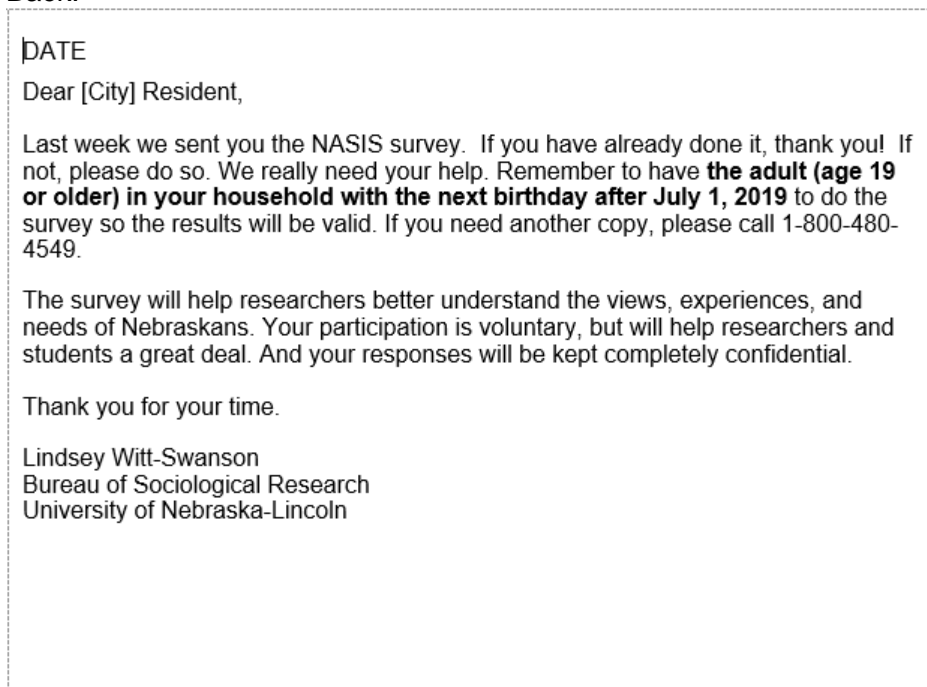 Back:
DATE
Dear [City] Resident,
Last week we sent you the NASIS survey.  If you have already done it, thank you!  If
not, please do so. We really need your help. Remember to have the adult (age 19
or older) in your household with the next birthday after July 1, 2019 to do the
survey so the results will be valid. If you need another copy, please call 1-800-480-
4549.
The survey will help researchers better understand the views, experiences, and
needs of Nebraskans. Your participation is voluntary, but will help researchers and
students a great deal. And your responses will be kept completely confidential.
Thank you for your time.
Lindsey Witt-Swanson
Bureau of Sociological Research
University of Nebraska-Lincoln